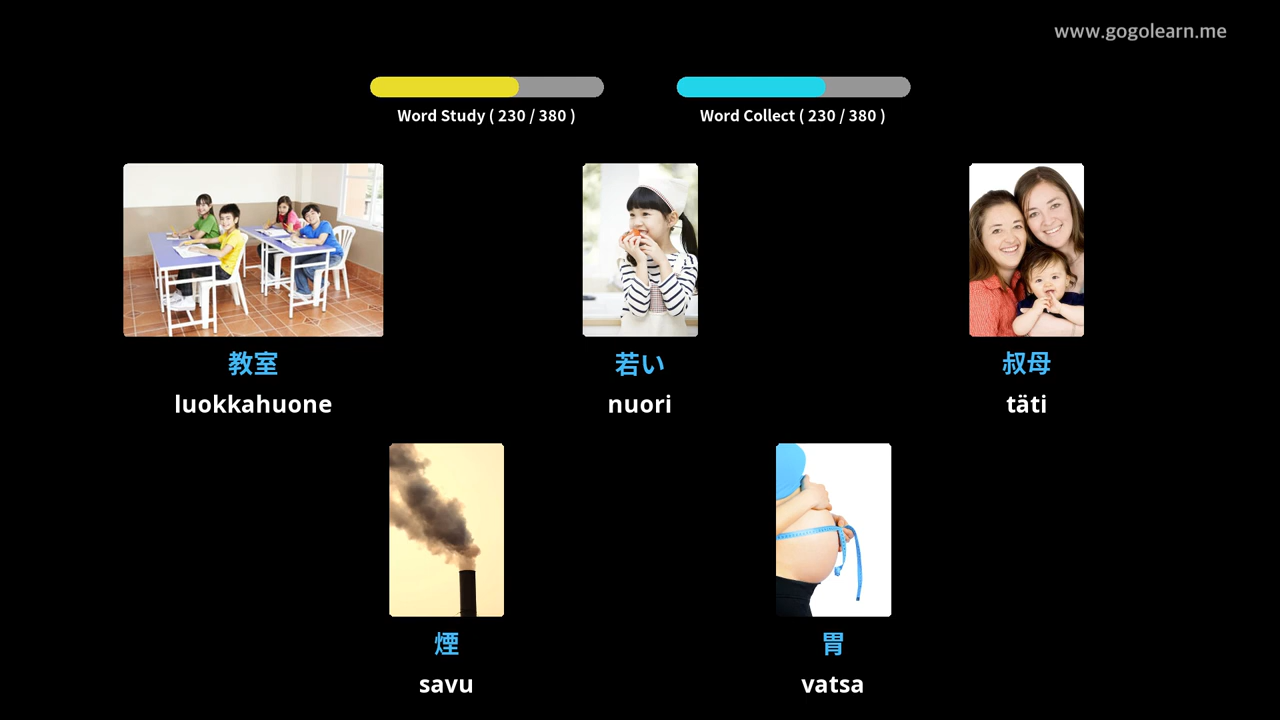 www.gogolearn.me
Word Study ( 230 / 380 )
Word Collect ( 230 / 380 )
教室
luokkahuone
若い
nuori
叔母
täti
煙
savu
胃
vatsa